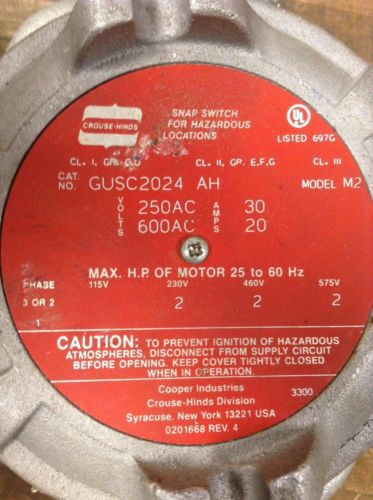 CROUSE-HINDS
SNAP SWITCH
FOR HAZARDOUS
LOCATIONS
UL
LISTED 697G
CL. I, GR. C,D CL. II, GP. E,F,G CL. III
CAT. NO. GUSC2024 AH MODEL M2
VOLTS 250AC AMPS 30
600AC 20
MAX. H.P. OF MOTOR 25 to 60 Hz
PHASE 115V 230V 460V 575V
3 OR 2 2 2 2
1
CAUTION: TO PREVENT IGNITION OF HAZARDOUS
ATMOSPHERES, DISCONNECT FROM SUPPLY CIRCUIT
BEFORE OPENING. KEEP COVER TIGHTLY CLOSED
WHEN IN OPERATION.
Cooper Industries
Crouse-Hinds Division 3300
Syracuse, New York 13221 USA
0201668 REV. 4